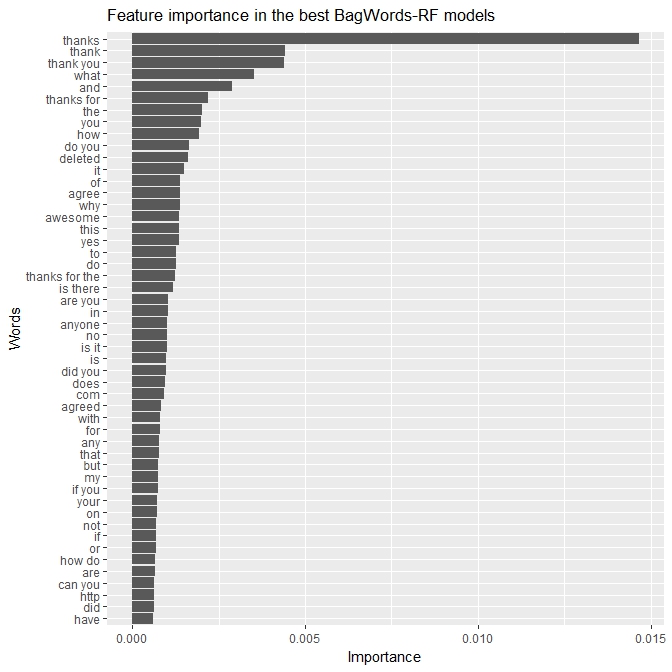 Feature importance in the best BagWords-RF models
thanks
thank
thank you
what
and
thanks for
the
you
how
do you
deleted
it
of
agree
why
awesome
this
yes
to
do
thanks for the
is there
are you
in
anyone
no
is it
is
did you
does
com
agreed
with
for
any
that
but
my
if you
your
on
not
if
or
how do
are
can you
http
did
have
Words
0.000 0.005 0.010 0.015
Importance